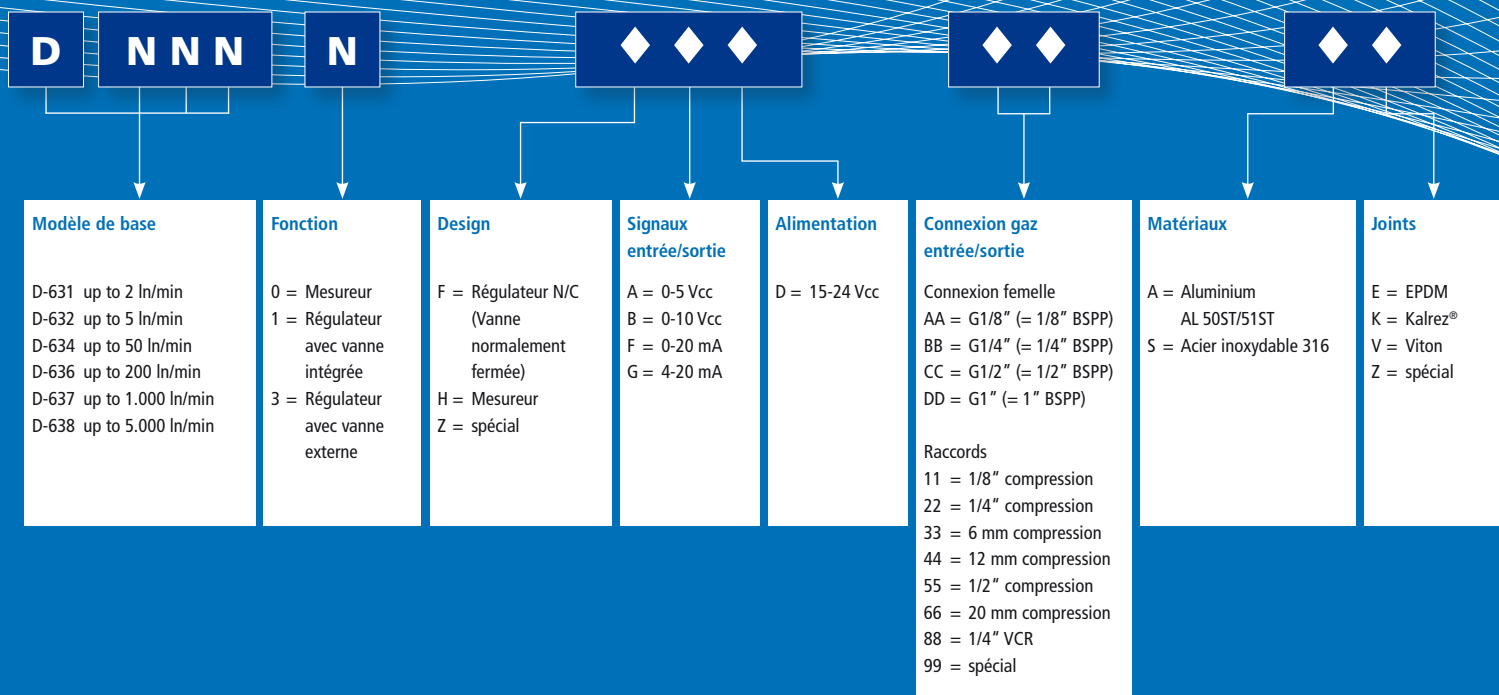 D NNN N ♦ ♦ ♦ ♦ ♦ ♦ ♦
Modèle de base
D-631 up to 2 ln/min
D-632 up to 5 ln/min
D-634 up to 50 ln/min
D-636 up to 200 ln/min
D-637 up to 1.000 ln/min
D-638 up to 5.000 ln/min
Fonction
0 = Mesureur
1 = Régulateur
avec vanne
intégrée
3 = Régulateur
avec vanne
externe
Design
F = Régulateur N/C
(Vanne
normalement
fermée)
H = Mesureur
Z = spécial
Signaux
entrée/sortie
A = 0-5 Vcc
B = 0-10 Vcc
F = 0-20 mA
G = 4-20 mA
Alimentation
D = 15-24 Vcc
Connexion gaz
entrée/sortie
Connexion femelle
AA = G1/8" (= 1/8" BSPP)
BB = G1/4" (= 1/4" BSPP)
CC = G1/2" (= 1/2" BSPP)
DD = G1" (= 1" BSPP)
Raccords
11 = 1/8" compression
22 = 1/4" compression
33 = 6 mm compression
44 = 12 mm compression
55 = 1/2" compression
66 = 20 mm compression
88 = 1/4" VCR
99 = spécial
Matériaux
A = Aluminium
AL 50ST/51ST
S = Acier inoxydable 316
Joints
E = EPDM
K = Kalrez®
V = Viton
Z = spécial